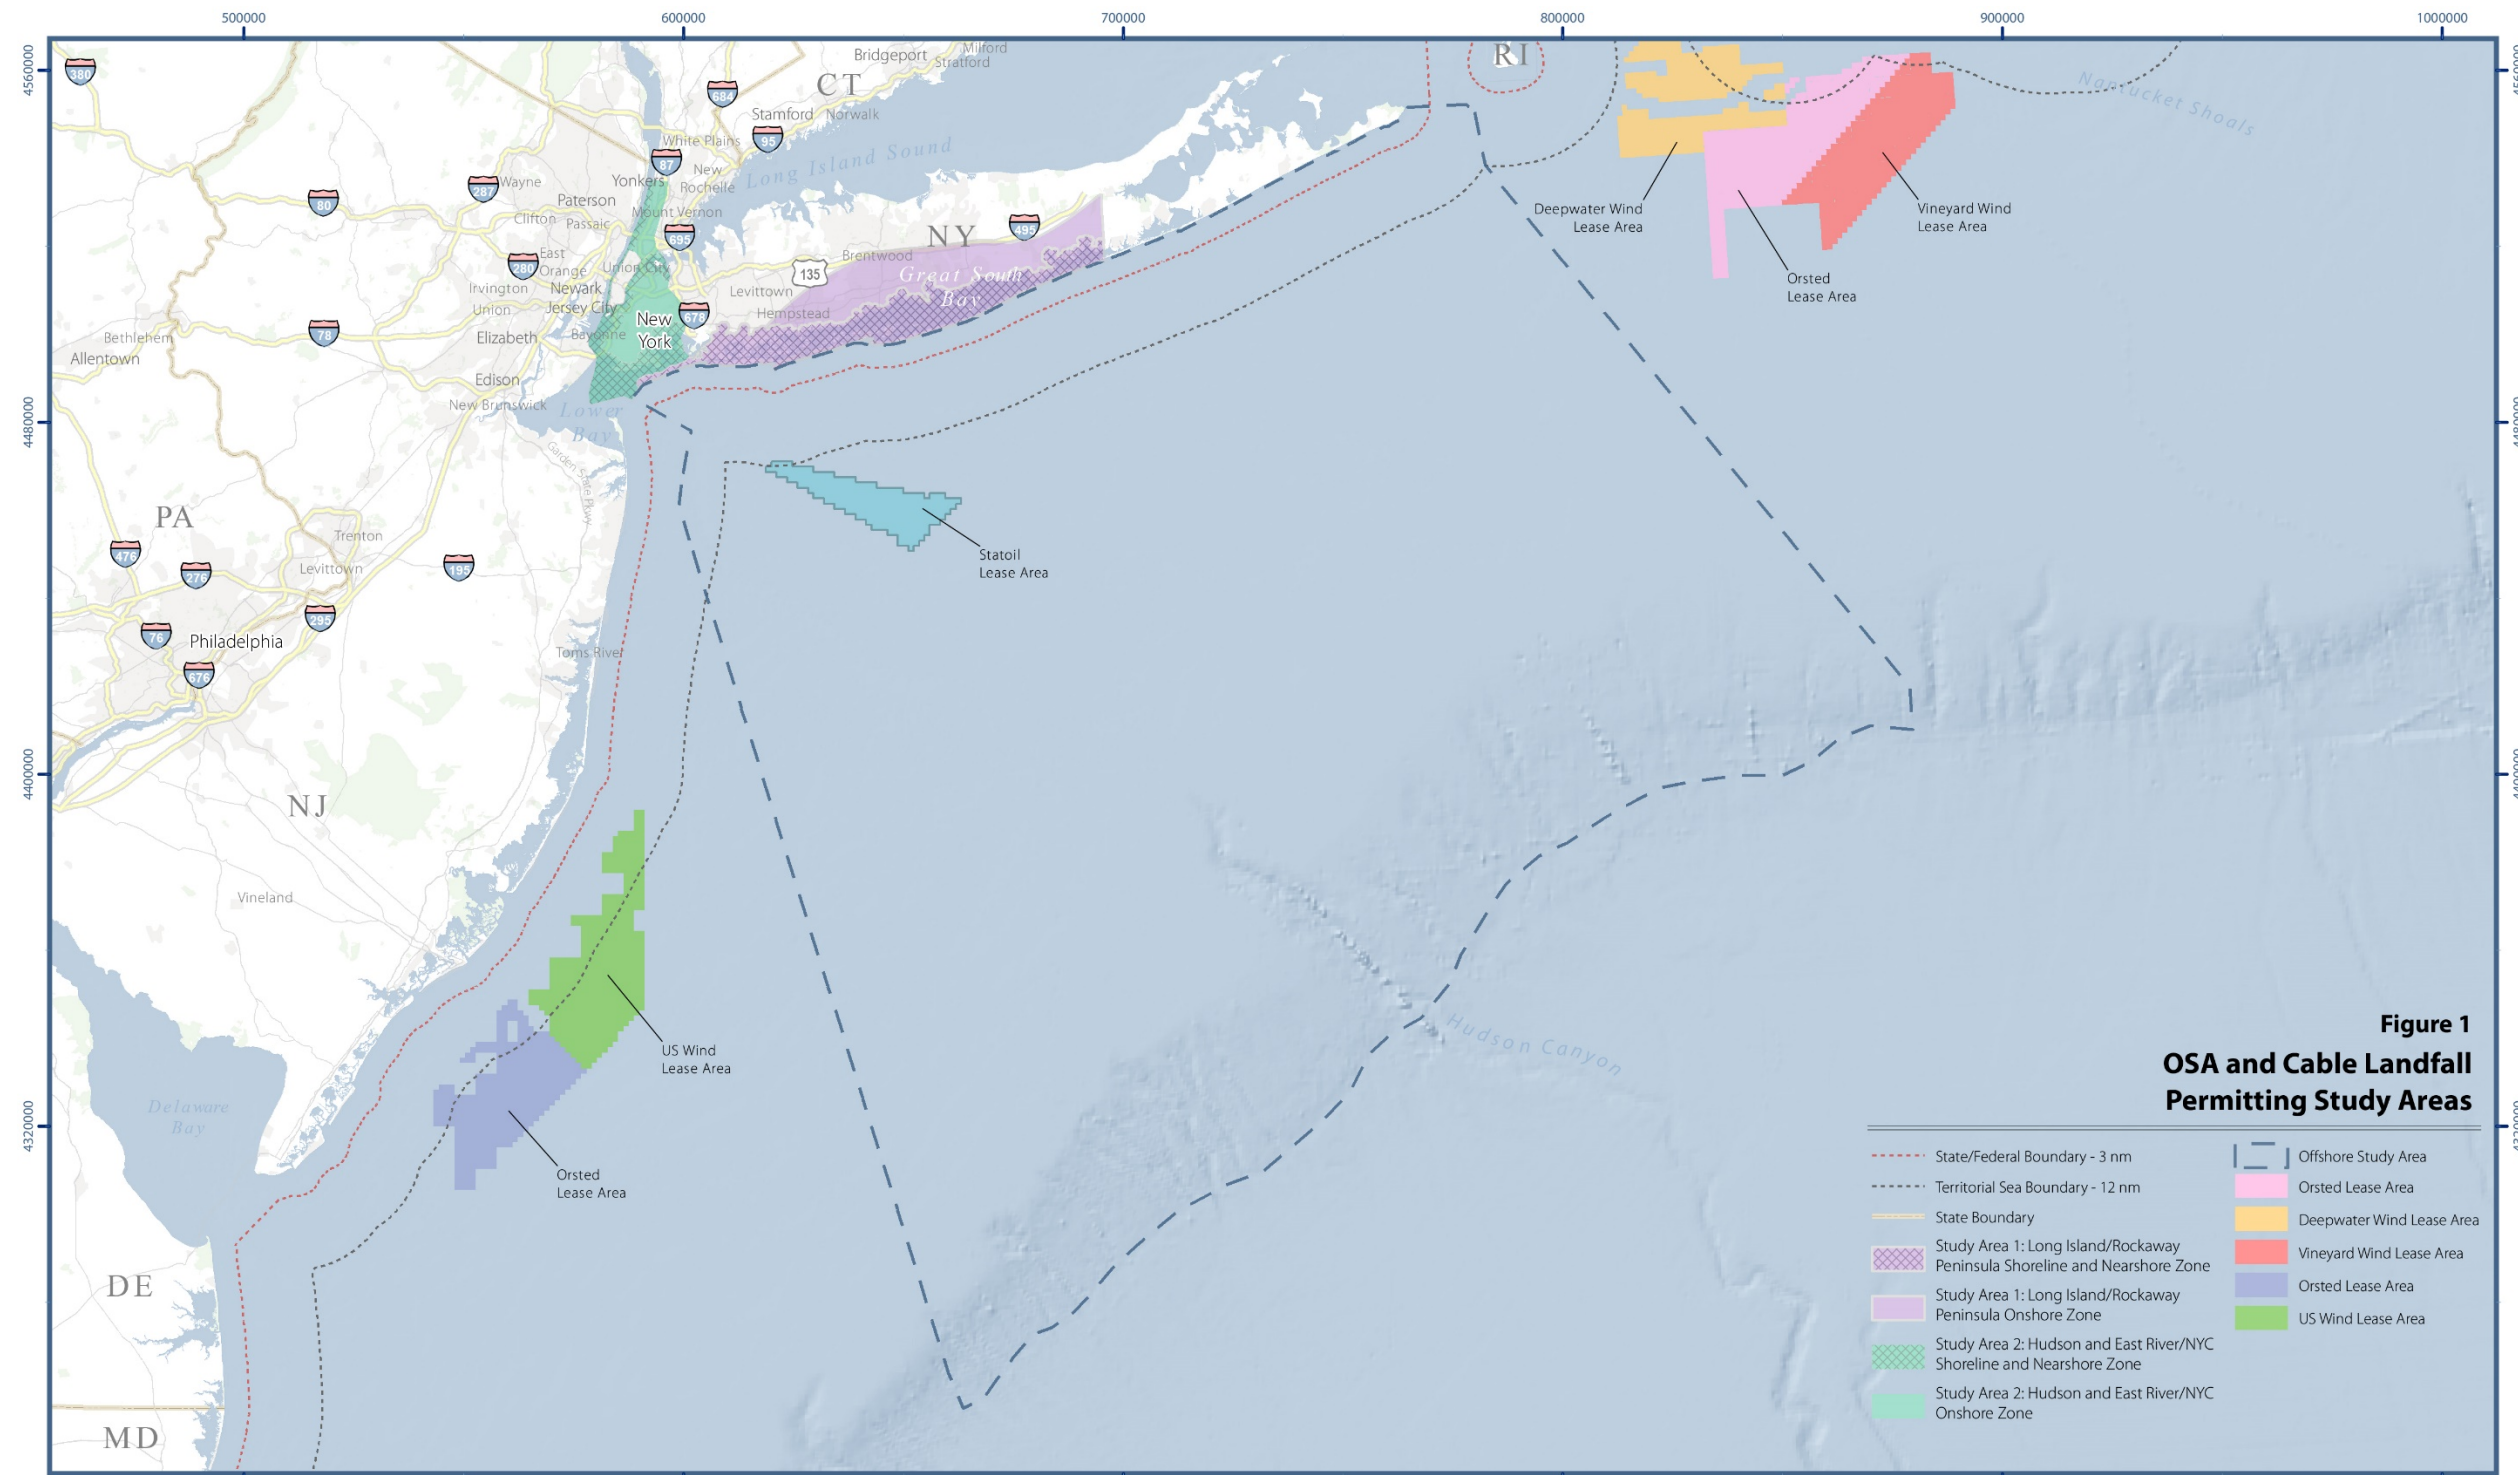 500000
600000
700000
800000
900000
1000000
4560000
4480000
4400000
4320000
4480000
4400000
4320000
380
684
95
87
287
80
695
280
495
135
678
78
476
276
195
295
76
676
Bridgeport
Milford
Stratford
CT
RI
Stamford
Norwalk
White Plains
New
Rochelle
Yonkers
Wayne
Paterson
Clifton
Passaic
Mount Vernon
Long Island Sound
NY
Brentwood
East
Orange
Union City
Great South
Bay
Irvington
Newark
Levittown
Union
Jersey City
Hempstead
New
York
Bayonne
Elizabeth
Bethlehem
Allentown
Edison
New Brunswick
Lower
Bay
Garden State Pkwy
PA
Trenton
Levittown
Philadelphia
Toms River
NJ
Vineland
Delaware
Bay
DE
MD
Nantucket Shoals
Hudson Canyon
Deepwater Wind
Lease Area
Vineyard Wind
Lease Area
Orsted
Lease Area
Statoil
Lease Area
US Wind
Lease Area
Orsted
Lease Area
Figure 1
OSA and Cable Landfall
Permitting Study Areas
State/Federal Boundary - 3 nm
Territorial Sea Boundary - 12 nm
State Boundary
Study Area 1: Long Island/Rockaway
Peninsula Shoreline and Nearshore Zone
Study Area 1: Long Island/Rockaway
Peninsula Onshore Zone
Study Area 2: Hudson and East River/NYC
Shoreline and Nearshore Zone
Study Area 2: Hudson and East River/NYC
Onshore Zone
Offshore Study Area
Orsted Lease Area
Deepwater Wind Lease Area
Vineyard Wind Lease Area
Orsted Lease Area
US Wind Lease Area